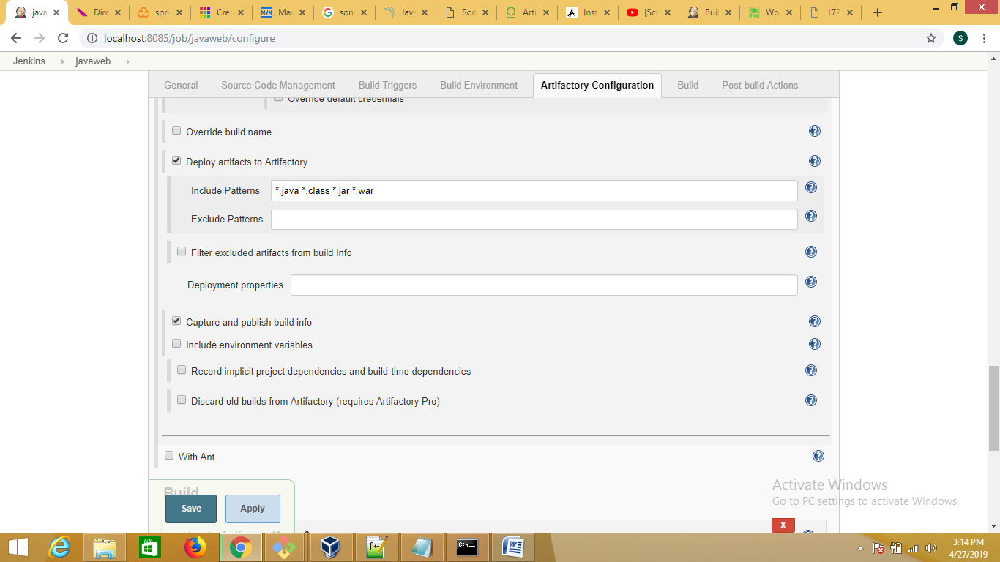 java Dire spri Crea Mav sona Java Son Arti Inst [Scr Buil Wo 172
localhost:8085/job/javaweb/configure
S
Jenkins javaweb
General Source Code Management Build Triggers Build Environment Artifactory Configuration Build Post-build Actions
Override default credentials
Override build name
Deploy artifacts to Artifactory
Include Patterns *.java *.class *.jar *.war
Exclude Patterns
Filter excluded artifacts from build Info
Deployment properties
Capture and publish build info
Include environment variables
Record implicit project dependencies and build-time dependencies
Discard old builds from Artifactory (requires Artifactory Pro)
With Ant
Build
Activate Windows
Save Apply
Go to PC settings to activate Windows.
X
3:14 PM
4/27/2019